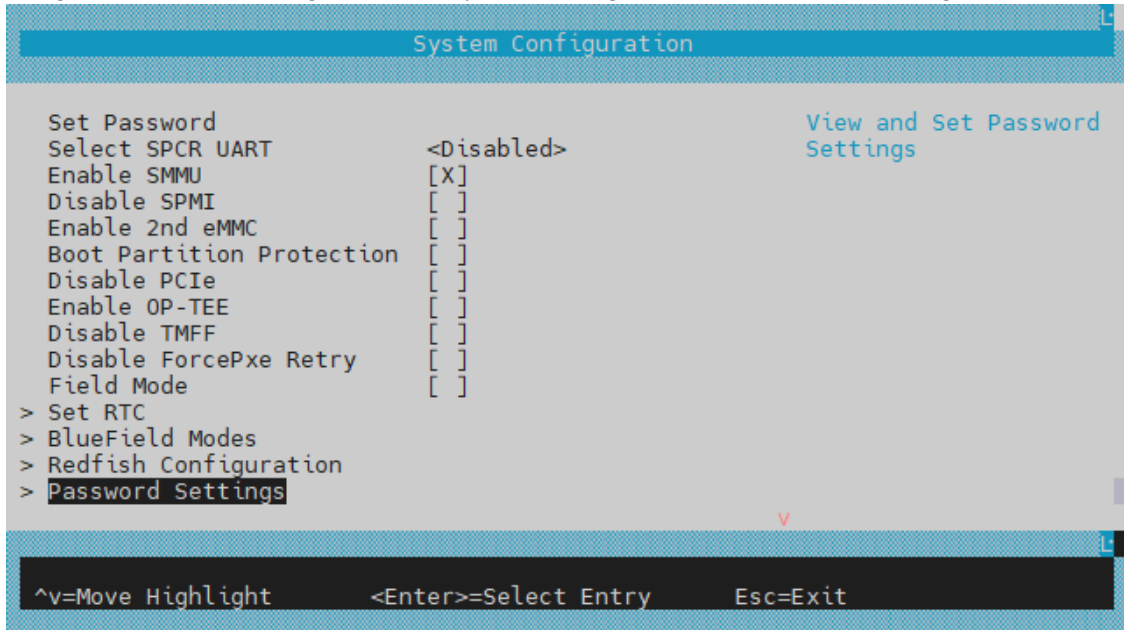 System Configuration
Set Password
Select SPCR UART <Disabled>
Enable SMMU [X]
Disable SPMI [ ]
Enable 2nd eMMC [ ]
Boot Partition Protection [ ]
Disable PCIe [ ]
Enable OP-TEE [ ]
Disable TMFF [ ]
Disable ForcePxe Retry [ ]
Field Mode [ ]
> Set RTC
> BlueField Modes
> Redfish Configuration
> Password Settings
View and Set Password
Settings
v
^v=Move Highlight <Enter>=Select Entry Esc=Exit